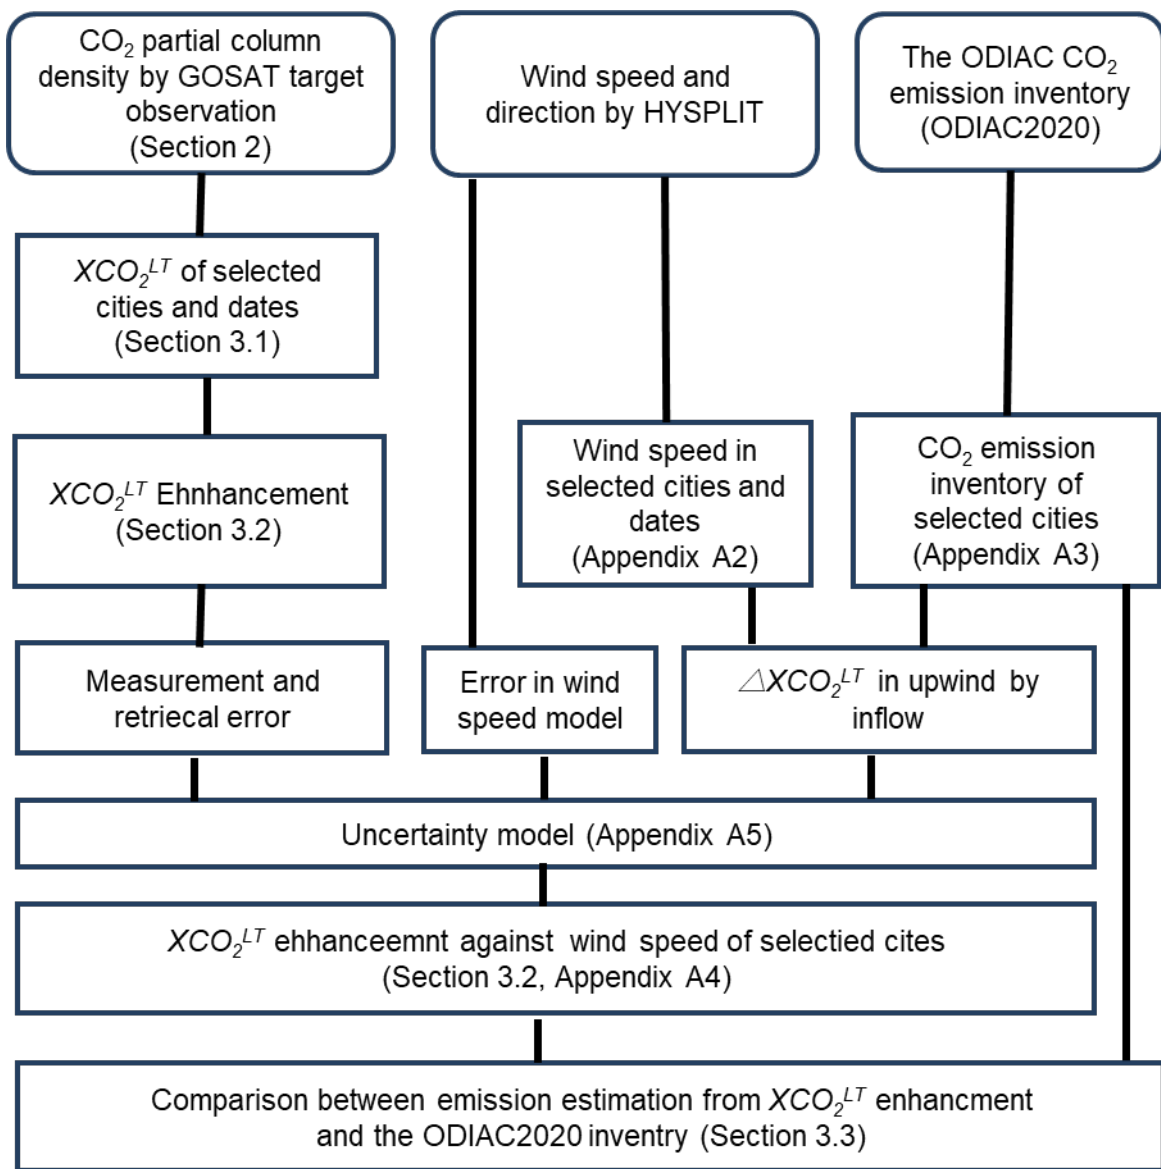 CO₂ partial column
density by GOSAT target
observation
(Section 2)
Wind speed and
direction by HYSPLIT
The ODIAC CO₂
emission inventory
(ODIAC2020)
XCO₂ᴸᵀ of selected
cities and dates
(Section 3.1)
XCO₂ᴸᵀ Ehnhancement
(Section 3.2)
Wind speed in
selected cities and
dates
(Appendix A2)
CO₂ emission
inventory of
selected cities
(Appendix A3)
Measurement and
retriecal error
Error in wind
speed model
△XCO₂ᴸᵀ in upwind by
inflow
Uncertainty model (Appendix A5)
XCO₂ᴸᵀ ehhanceemnt against wind speed of selectied cites
(Section 3.2, Appendix A4)
Comparison between emission estimation from XCO₂ᴸᵀ enhancment
and the ODIAC2020 inventry (Section 3.3)